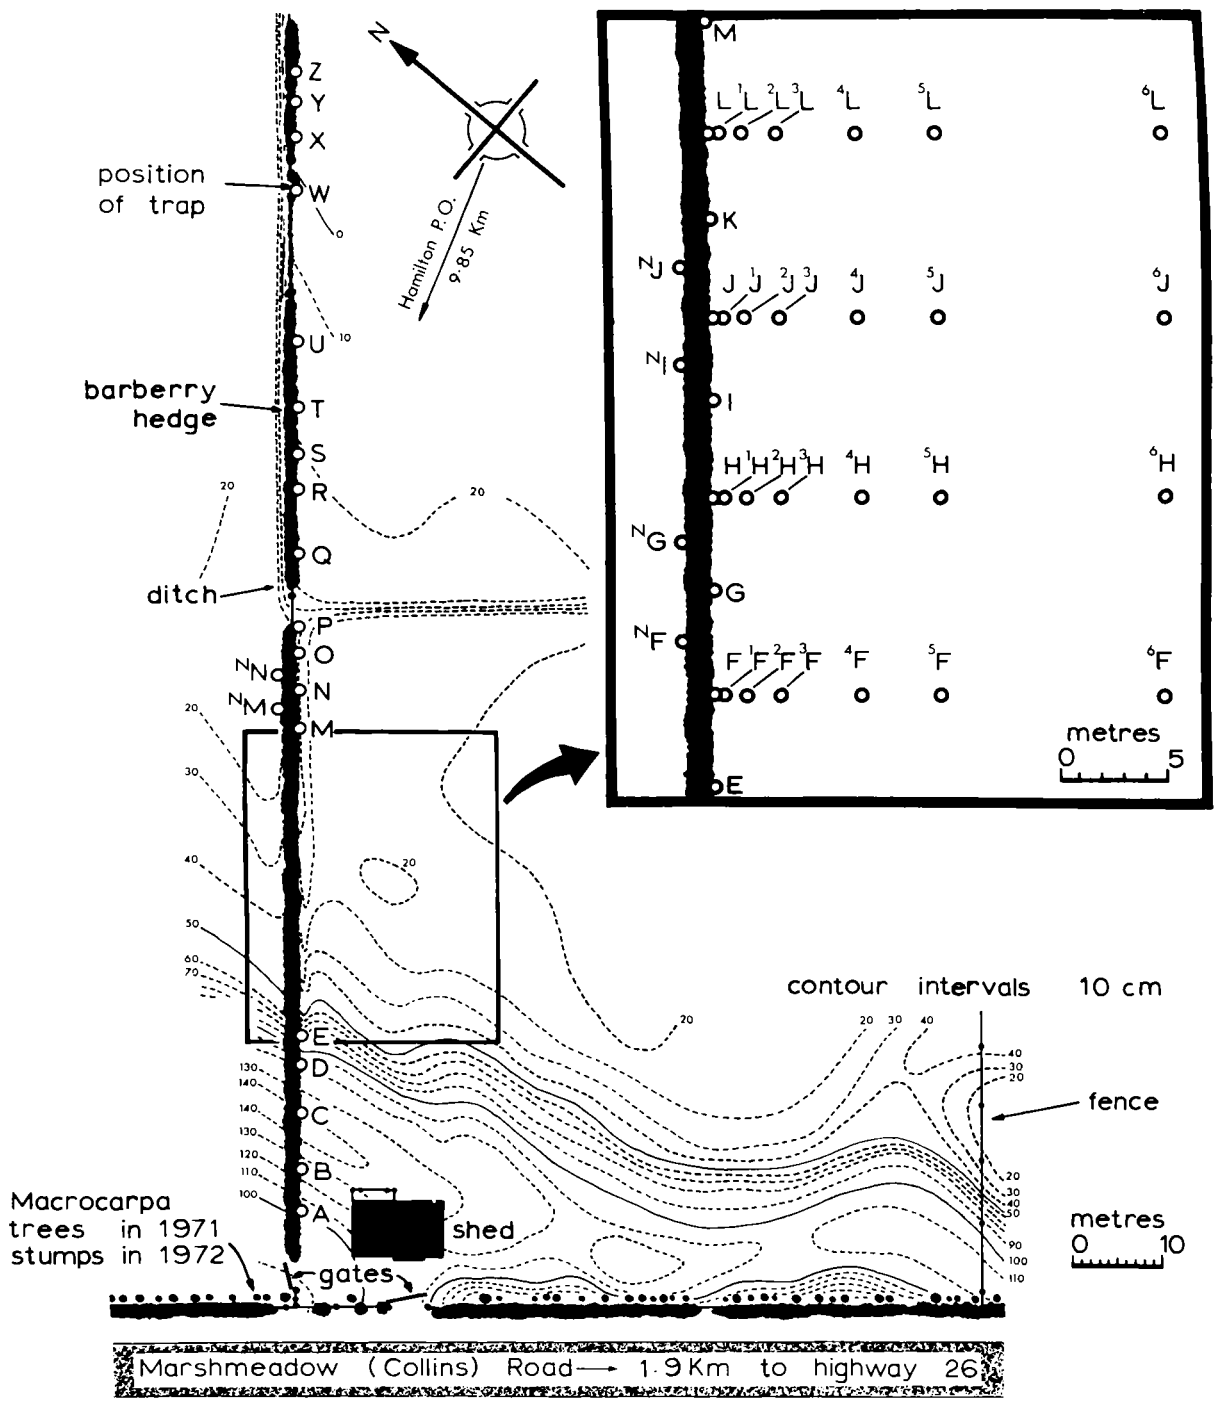 N
Hamilton P.O.
9·85 Km
Z
Y
X
position
of trap
W
0
10
U
barberry
hedge
T
S
R
20
20
Q
ditch
P
O
NN
N
NM
M
20
30
20
40
50
60
70
E
D
130
140
C
140
130
120
B
110
100
A
Macrocarpa
trees in 1971
stumps in 1972
shed
gates
M
L 1L 2L 3L 4L 5L 6L
K
NJ
J 1J 2J 3J 4J 5J 6J
NI
I
H 1H 2H 3H 4H 5H 6H
NG
G
NF
F 1F 2F 3F 4F 5F 6F
metres
0 5
E
contour intervals 10 cm
20
20
30
40
40
30
20
fence
20
30
40
50
90
100
110
metres
0 10
Marshmeadow (Collins) Road → 1·9 Km to highway 26